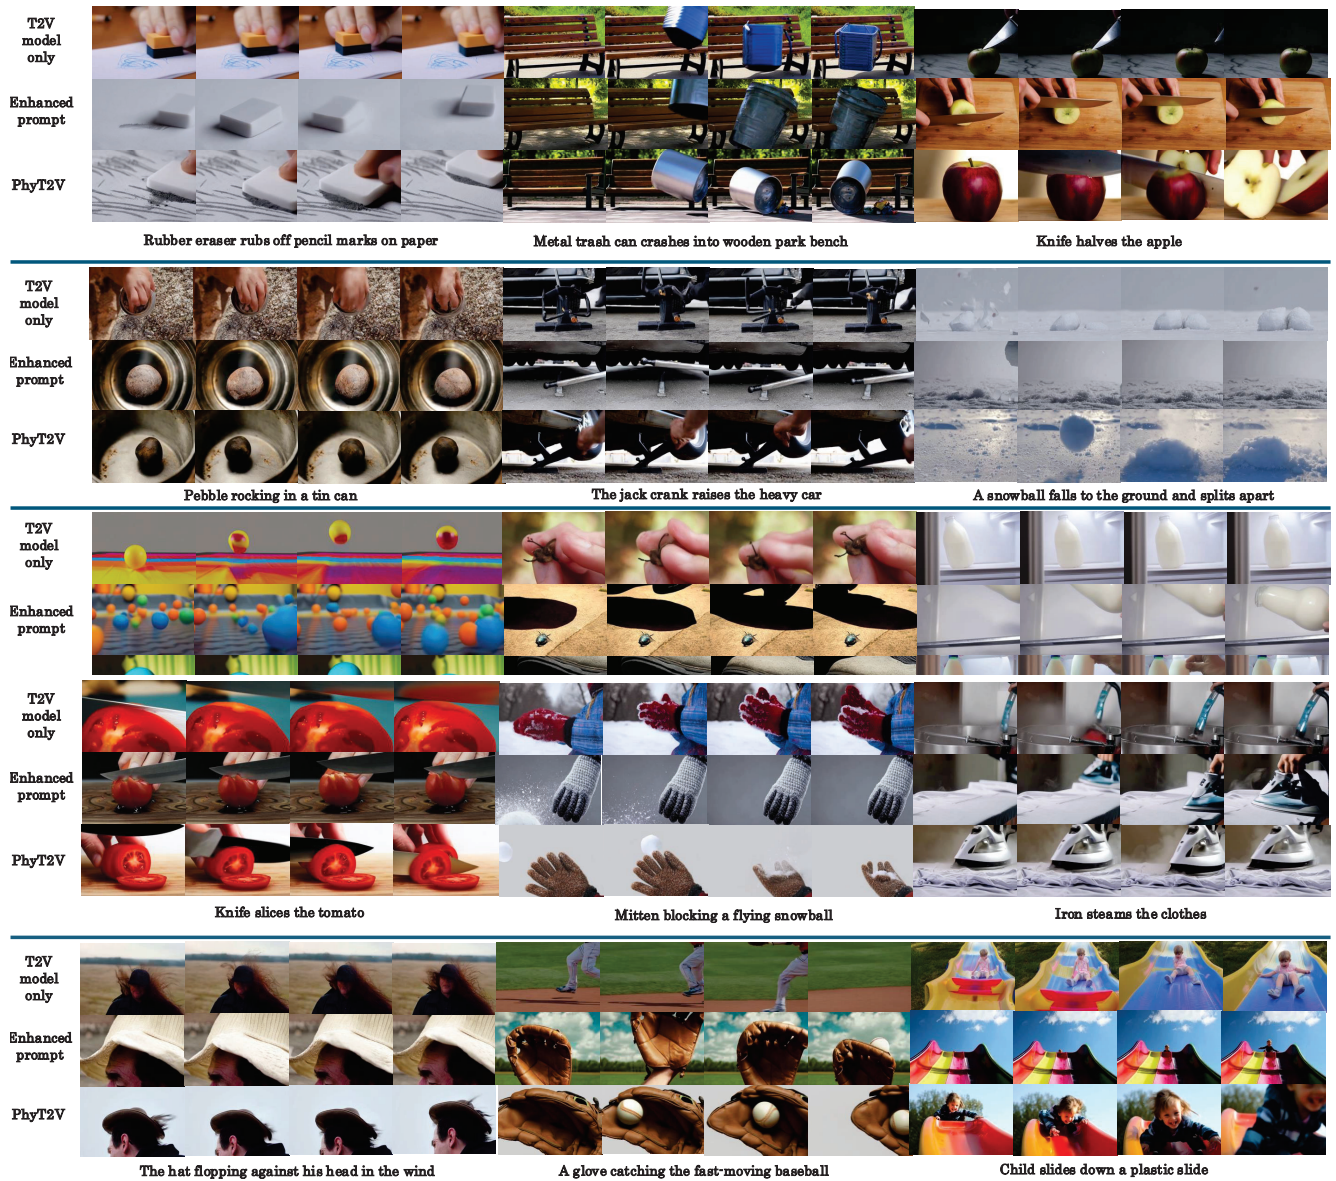 T2V
model
only
Enhanced
prompt
PhyT2V
Rubber eraser rubs off pencil marks on paper
Metal trash can crashes into wooden park bench
Knife halves the apple
T2V
model
only
Enhanced
prompt
PhyT2V
Pebble rocking in a tin can
The jack crank raises the heavy car
A snowball falls to the ground and splits apart
T2V
model
only
Enhanced
prompt
T2V
model
only
Enhanced
prompt
PhyT2V
Knife slices the tomato
Mitten blocking a flying snowball
Iron steams the clothes
T2V
model
only
Enhanced
prompt
PhyT2V
The hat flopping against his head in the wind
A glove catching the fast-moving baseball
Child slides down a plastic slide